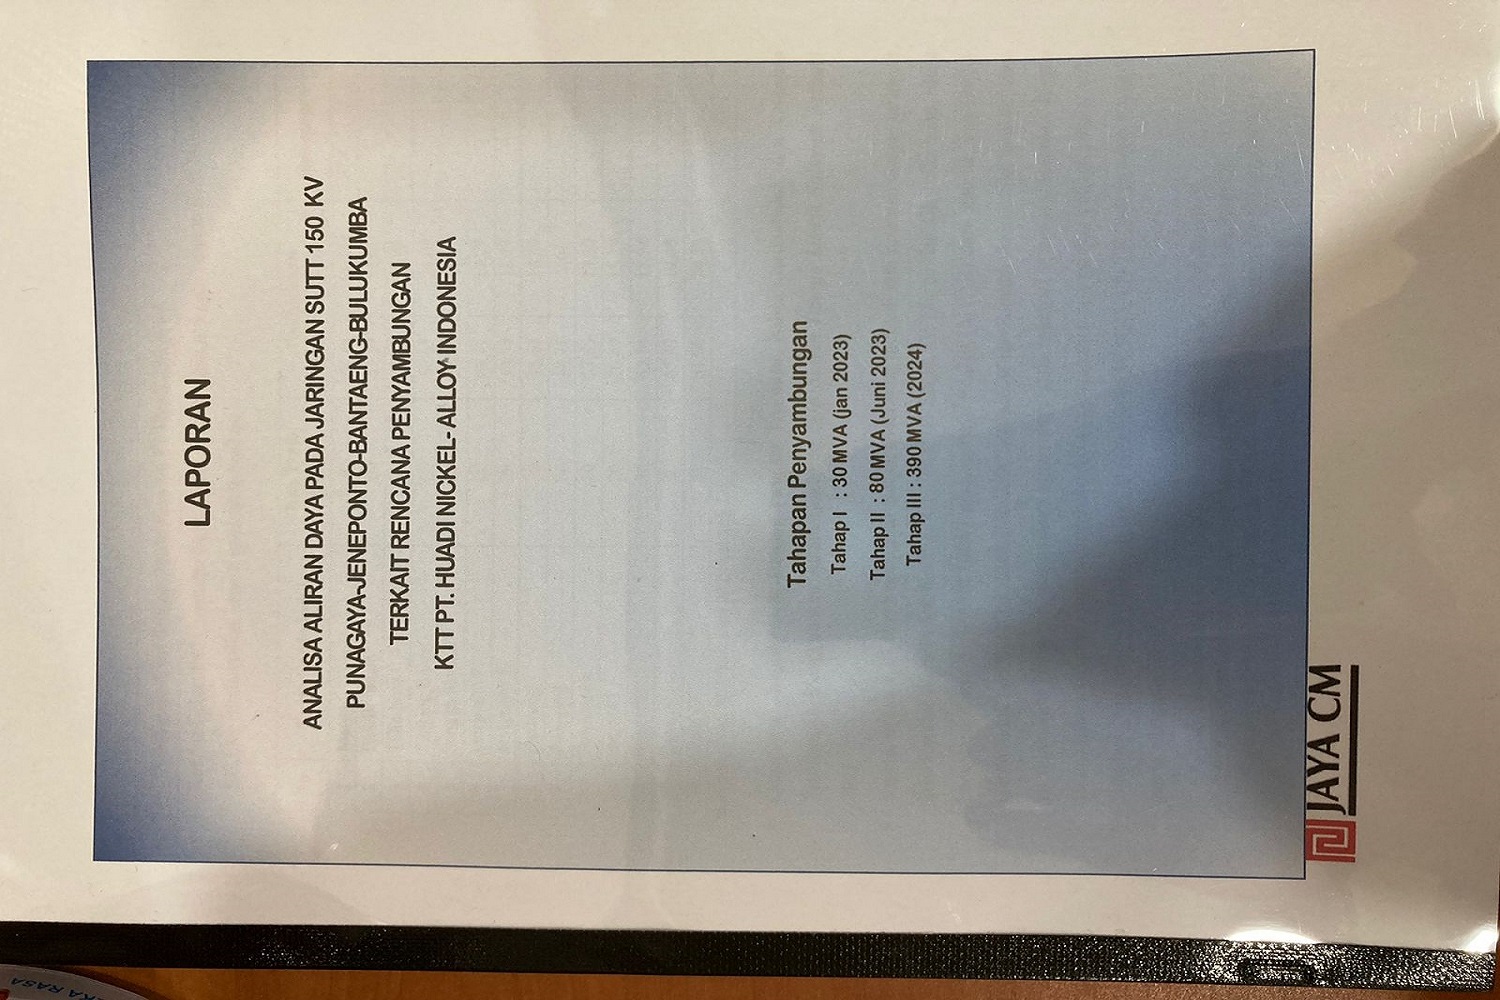 LAPORAN
ANALISA ALIRAN DAYA PADA JARINGAN SUTT 150 KV
PUNAGAYA-JENEPONTO-BANTAENG-BULUKUMBA
TERKAIT RENCANA PENYAMBUNGAN
KTT PT. HUADI NICKEL- ALLOY INDONESIA
Tahapan Penyambungan
Tahap I : 30 MVA (jan 2023)
Tahap II : 80 MVA (Juni 2023)
Tahap III : 390 MVA (2024)
JAYA CM
RASA